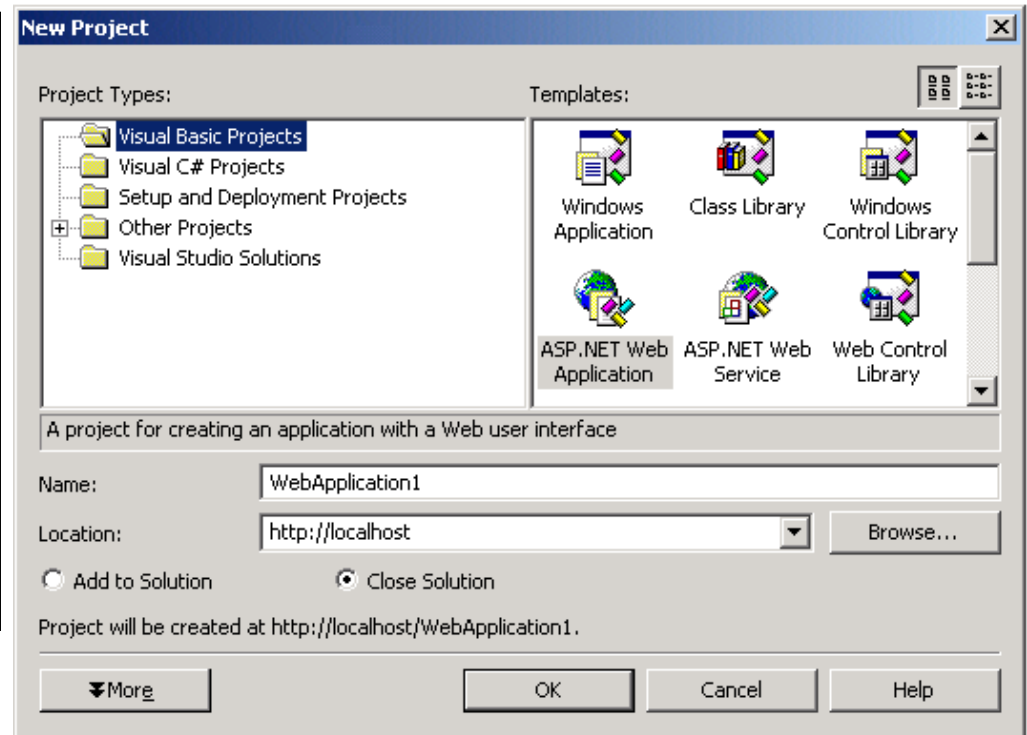 New Project
Project Types:
Templates:
Visual Basic Projects
Visual C# Projects
Setup and Deployment Projects
Other Projects
Visual Studio Solutions
Windows
Application
Class Library
Windows
Control Library
ASP.NET Web
Application
ASP.NET Web
Service
Web Control
Library
A project for creating an application with a Web user interface
Name:
WebApplication1
Location:
http://localhost
Browse...
Add to Solution
Close Solution
Project will be created at http://localhost/WebApplication1.
More
OK
Cancel
Help